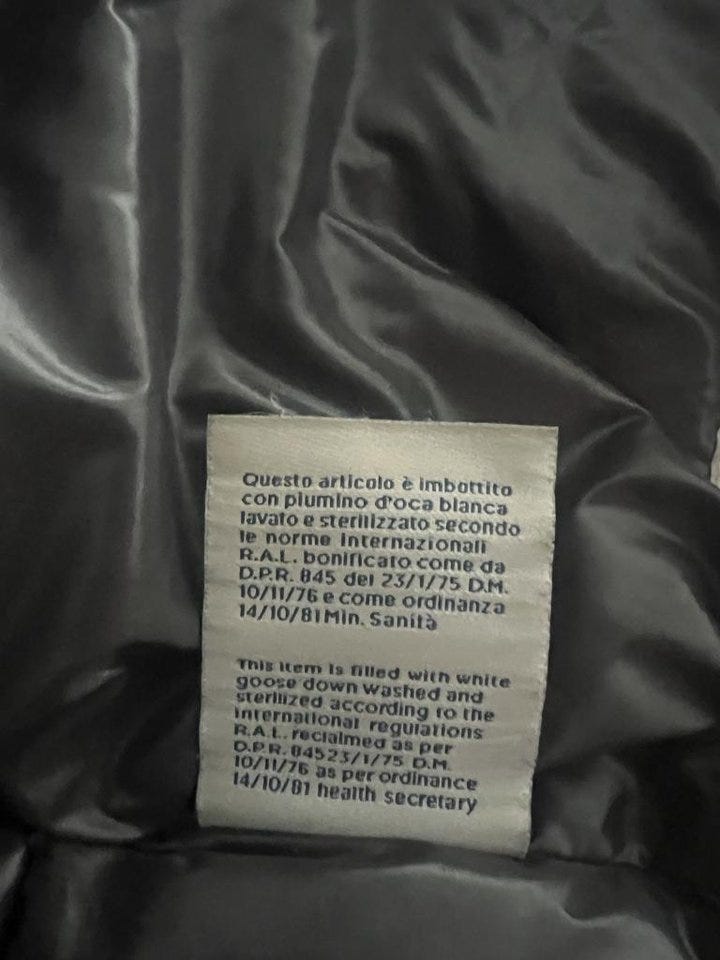 Questo articolo è imbottito
con piumino d'oca bianca
lavato e sterilizzato secondo
le norme internazionali
R.A.L. bonificato come da
D.P.R. 845 del 23/1/75 D.M.
10/11/76 e come ordinanza
14/10/81 Min. Sanità
This item is filled with white
goose down washed and
sterilized according to the
international regulations
R.A.L. reclaimed as per
D.P.R. 84523/1/75 D.M.
10/11/76 as per ordinance
14/10/81 health secretary